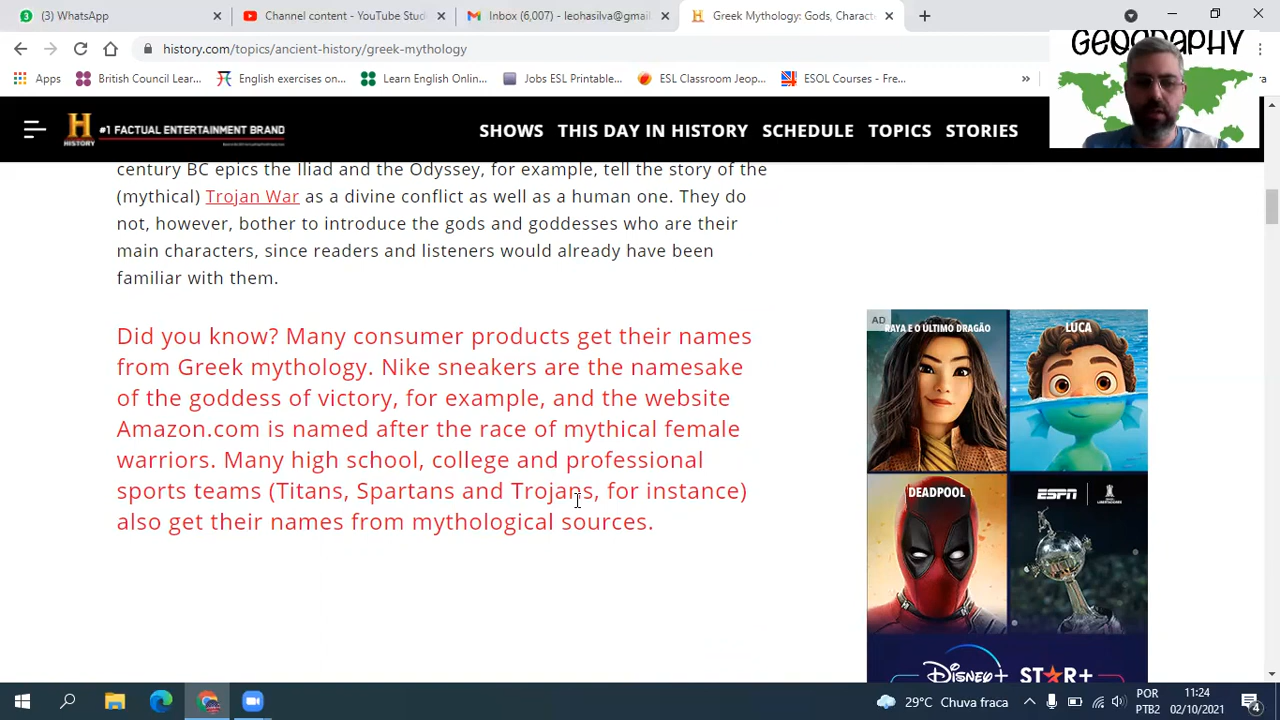 (3) WhatsApp
Channel content - YouTube Stud
Inbox (6,007) - leohasilva@gmail
Greek Mythology: Gods, Charact
history.com/topics/ancient-history/greek-mythology
GEOGRAPHY
Apps
British Council Lear...
English exercises on...
Learn English Online...
Jobs ESL Printable...
ESL Classroom Jeop...
ESOL Courses - Fre...
»
H
HISTORY
#1 FACTUAL ENTERTAINMENT BRAND
SHOWS
THIS DAY IN HISTORY
SCHEDULE
TOPICS
STORIES
century BC epics the Iliad and the Odyssey, for example, tell the story of the
(mythical) Trojan War as a divine conflict as well as a human one. They do
not, however, bother to introduce the gods and goddesses who are their
main characters, since readers and listeners would already have been
familiar with them.
Did you know? Many consumer products get their names
from Greek mythology. Nike sneakers are the namesake
of the goddess of victory, for example, and the website
Amazon.com is named after the race of mythical female
warriors. Many high school, college and professional
sports teams (Titans, Spartans and Trojans, for instance)
also get their names from mythological sources.
AD
RAYA E O ÚLTIMO DRAGÃO
LUCA
DEADPOOL
ESPN
LIBERTADORES
Disney+
STAR+
29°C Chuva fraca
POR
PTB2
11:24
02/10/2021
4